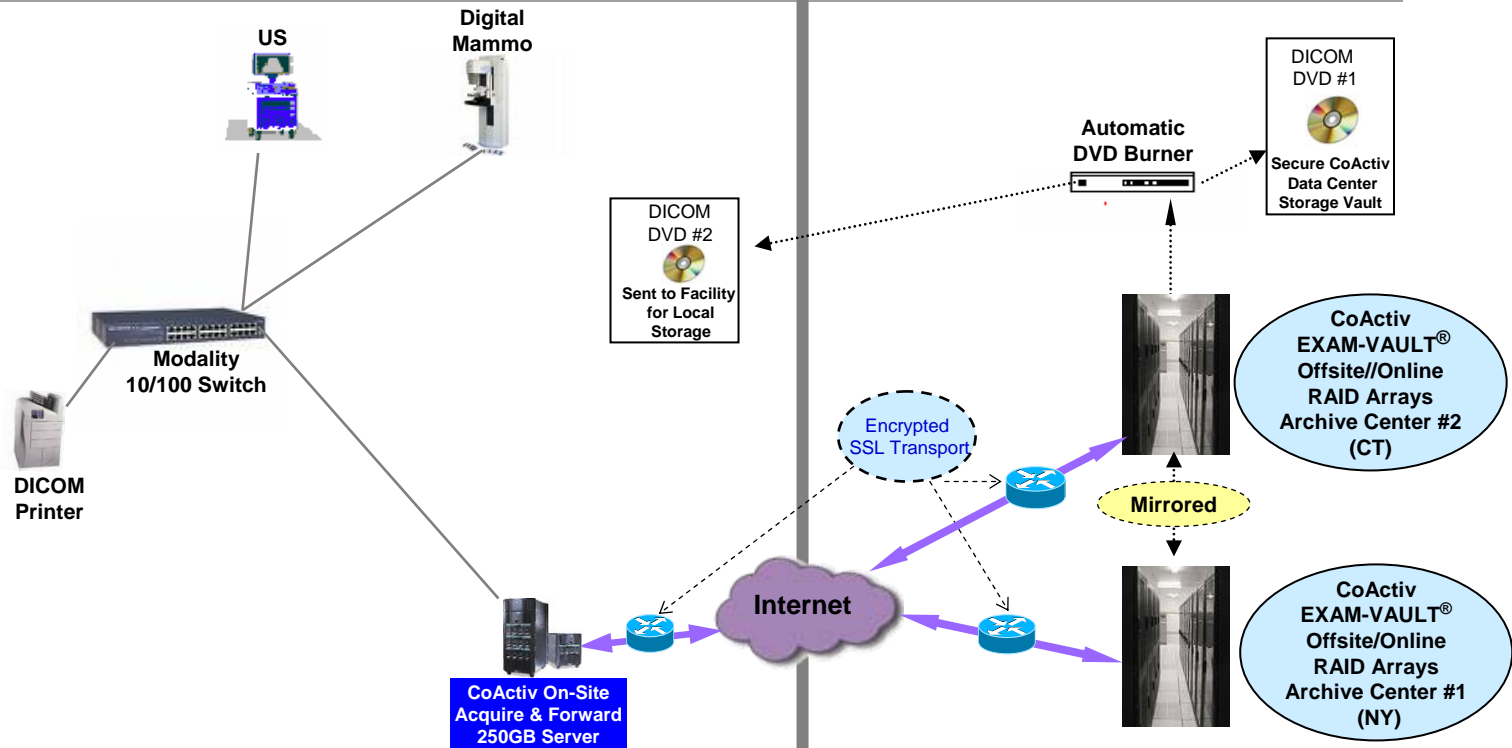 US
Digital
Mammo
DICOM
DVD #1
Secure CoActiv
Data Center
Storage Vault
Automatic
DVD Burner
DICOM
DVD #2
Sent to Facility
for Local
Storage
Modality
10/100 Switch
DICOM
Printer
CoActiv
EXAM-VAULT®
Offsite//Online
RAID Arrays
Archive Center #2
(CT)
Encrypted
SSL Transport
Mirrored
Internet
CoActiv
EXAM-VAULT®
Offsite/Online
RAID Arrays
Archive Center #1
(NY)
CoActiv On-Site
Acquire & Forward
250GB Server